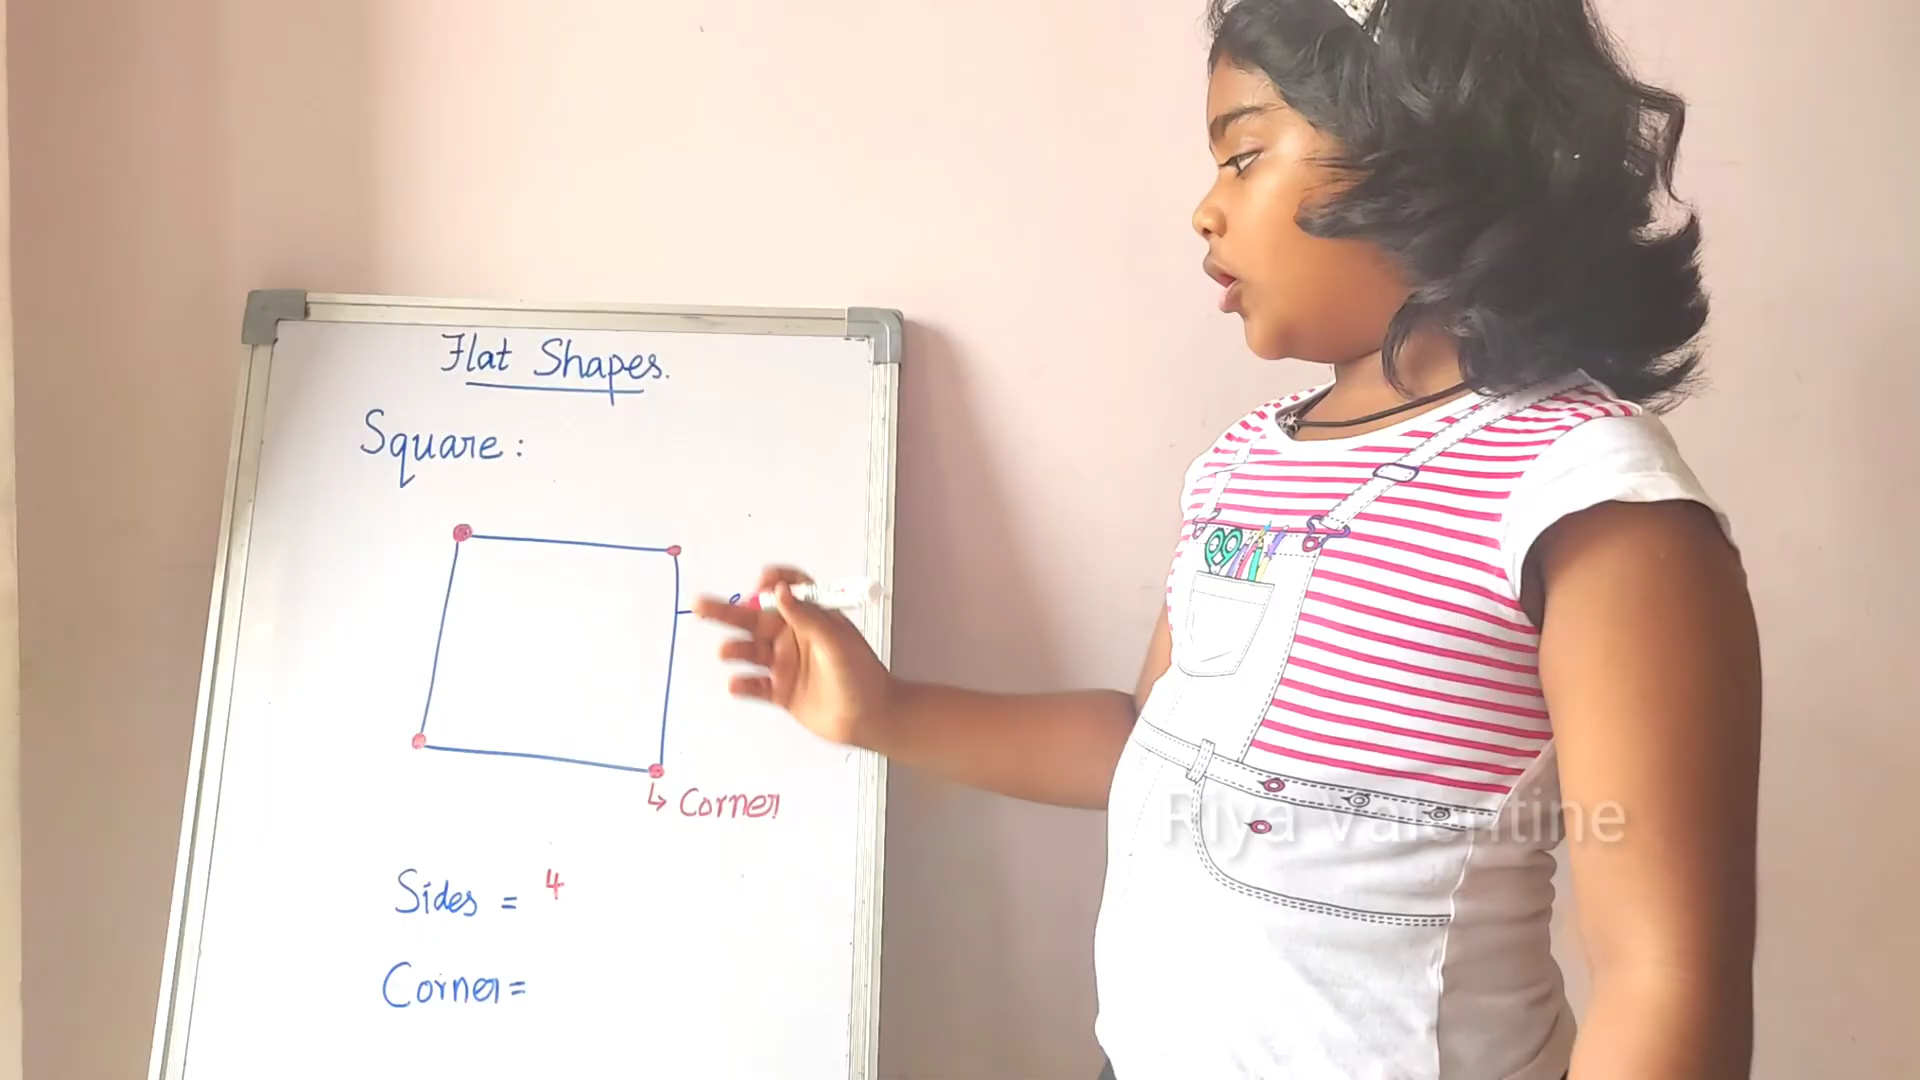 Flat Shapes.
Square:
Corner
Sides = 4
Corner =
Riya Valentine